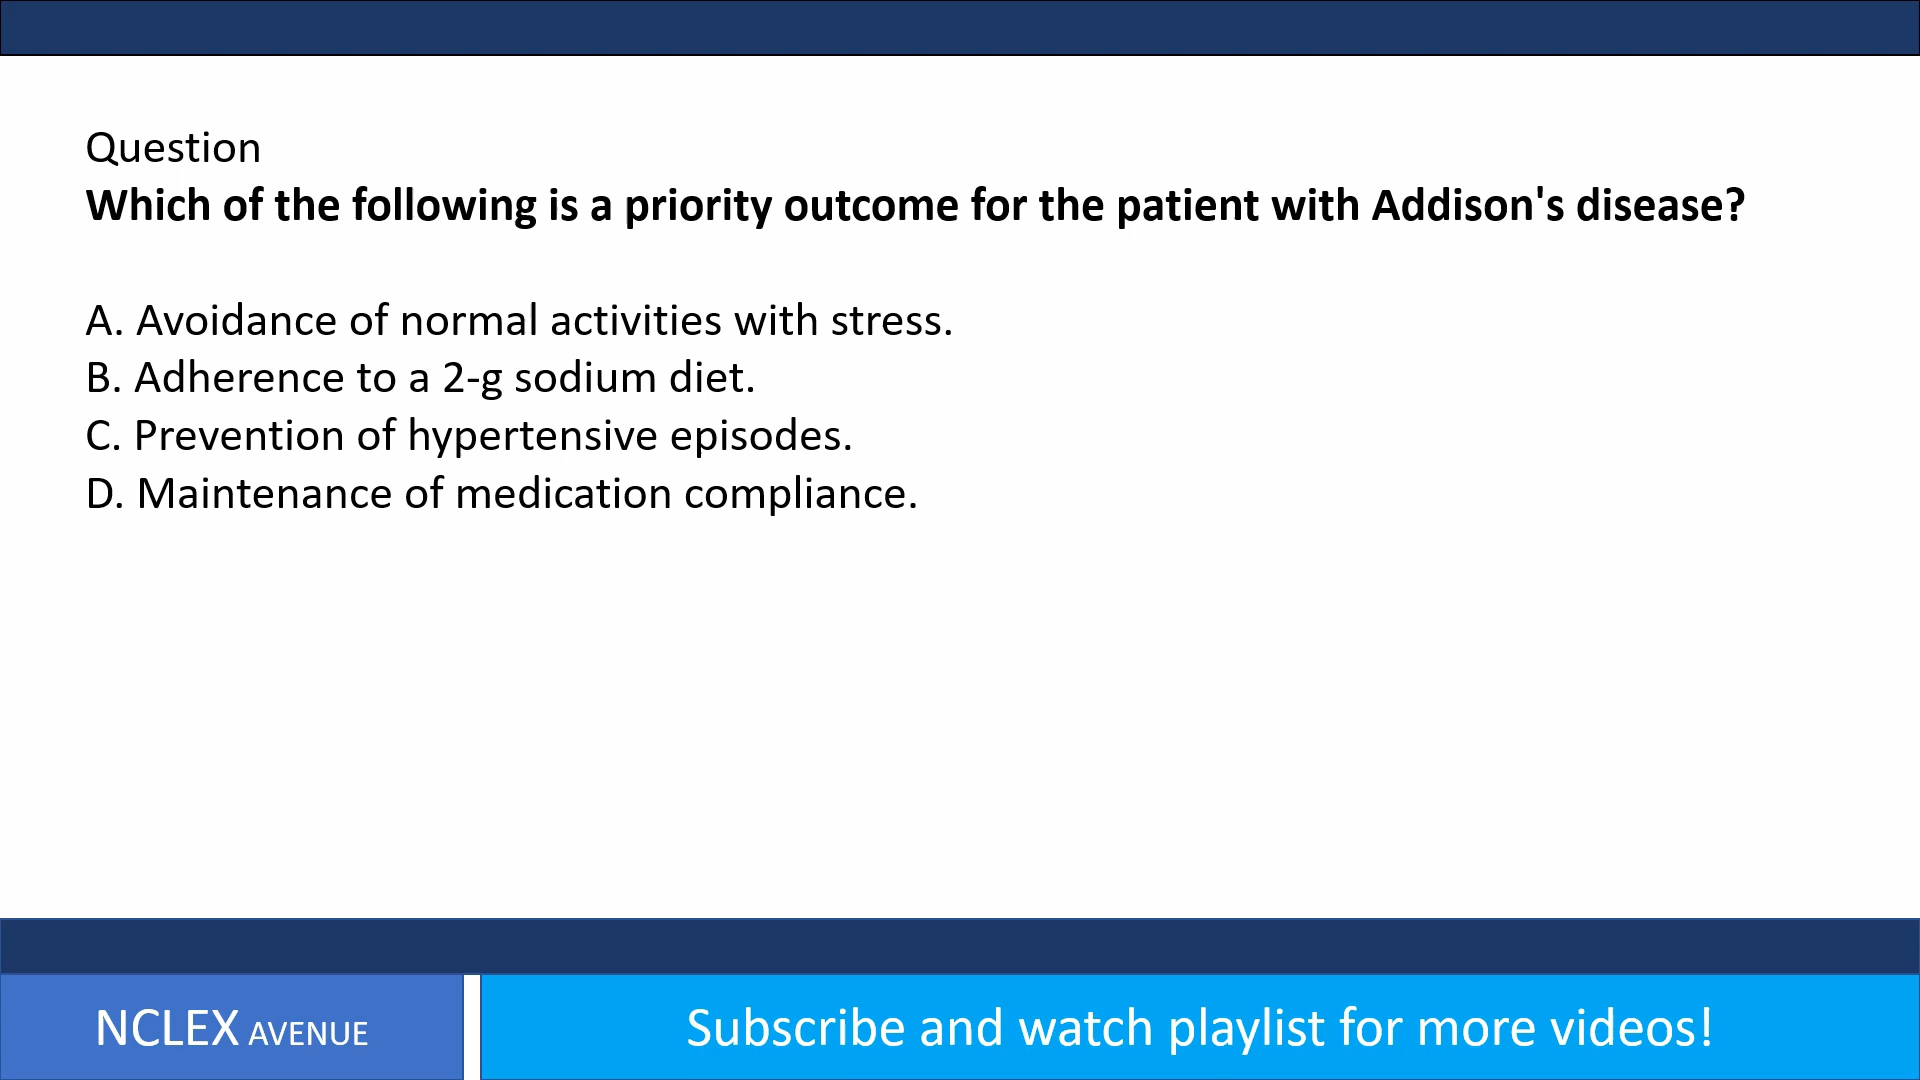 Question
Which of the following is a priority outcome for the patient with Addison's disease?
A. Avoidance of normal activities with stress.
B. Adherence to a 2-g sodium diet.
C. Prevention of hypertensive episodes.
D. Maintenance of medication compliance.
NCLEX AVENUE
Subscribe and watch playlist for more videos!